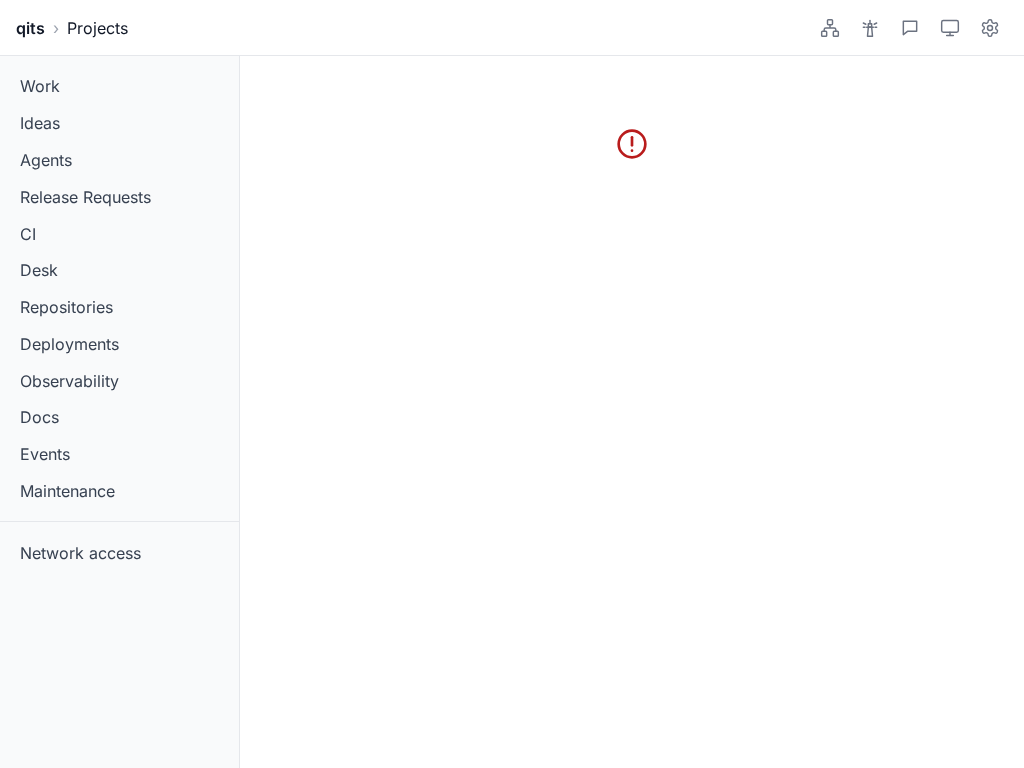 qits › Projects
Work
Ideas
Agents
Release Requests
CI
Desk
Repositories
Deployments
Observability
Docs
Events
Maintenance
Network access